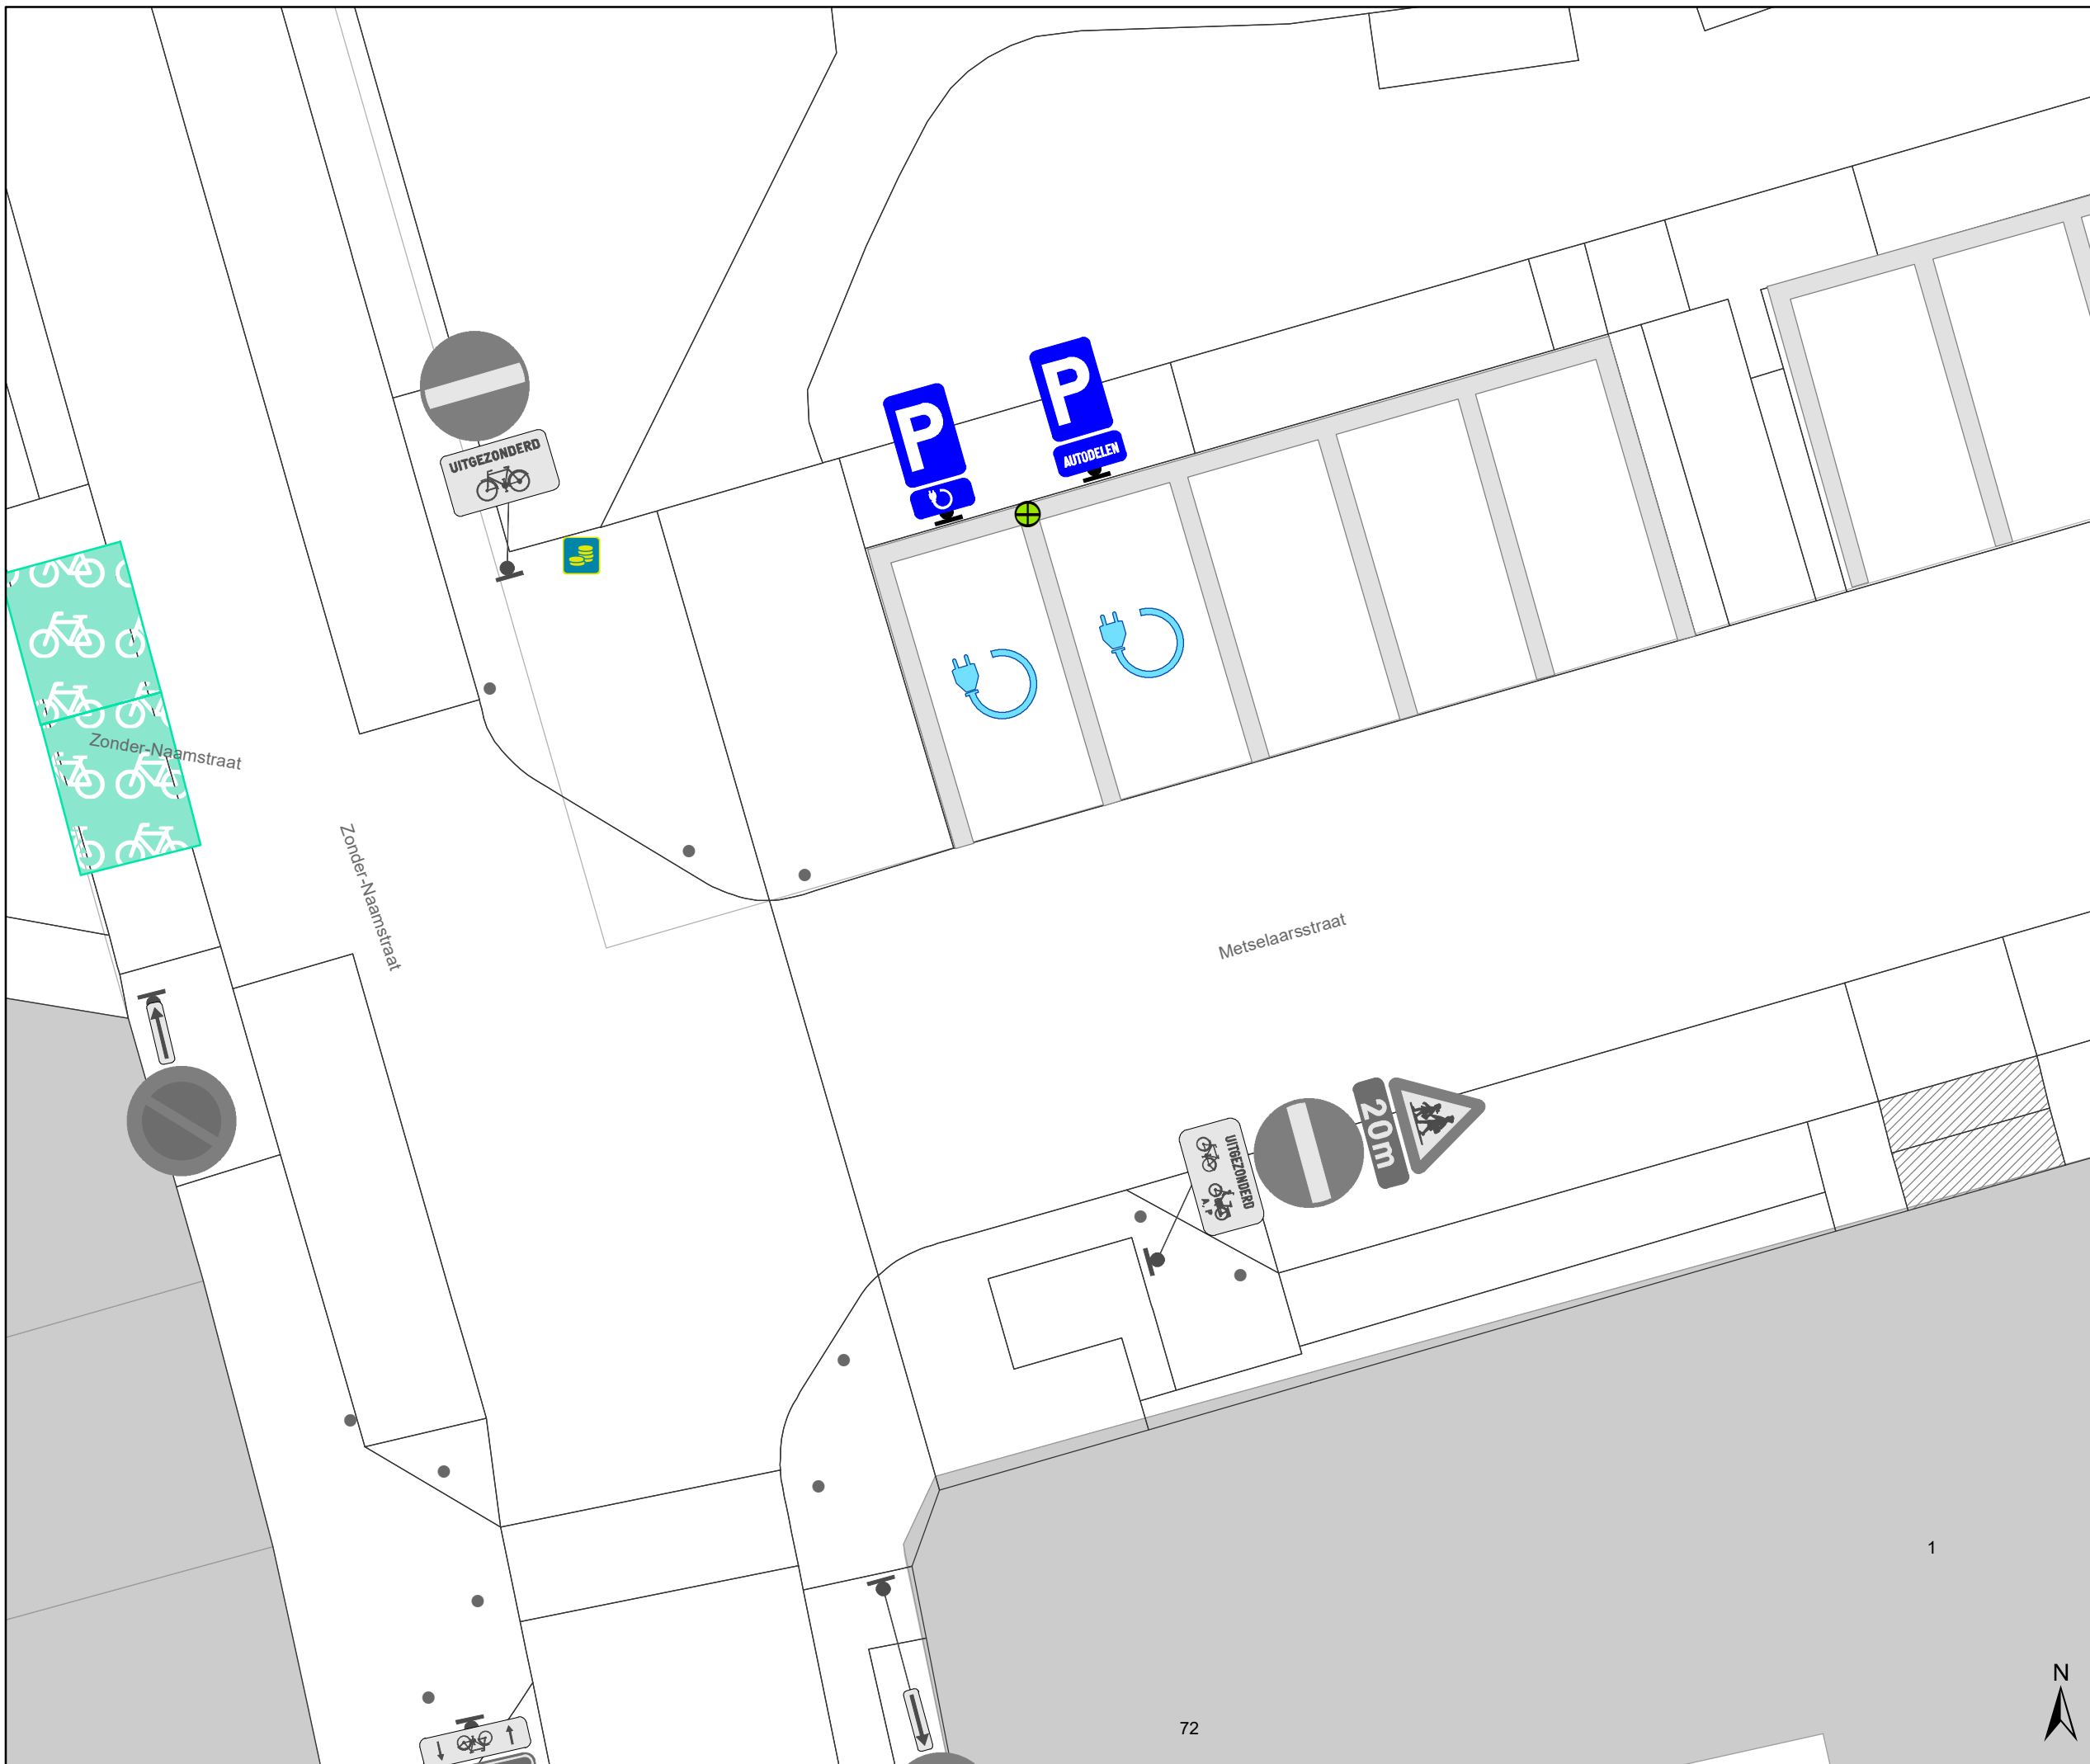 P
P
AUTODELEN
UITGEZONDERD
Zonder-Naamstraat
Zonder-Naamstraat
Metselaarsstraat
20m
UITGEZONDERD
A, P
1
N
72